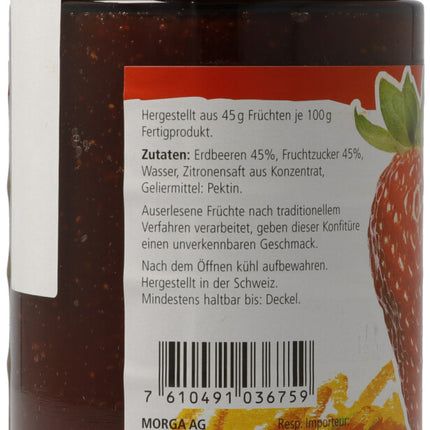 Hergestellt aus 45 g Früchten je 100 g
Fertigprodukt.
Zutaten: Erdbeeren 45%, Fruchtzucker 45%,
Wasser, Zitronensaft aus Konzentrat,
Geliermittel: Pektin.
Auserlesene Früchte nach traditionellem
Verfahren verarbeitet, geben dieser Konfitüre
einen unverkennbaren Geschmack.
Nach dem Öffnen kühl aufbewahren.
Hergestellt in der Schweiz.
Mindestens haltbar bis: Deckel.
7 610491 036759
MORGA AG
Resp. Importeur: